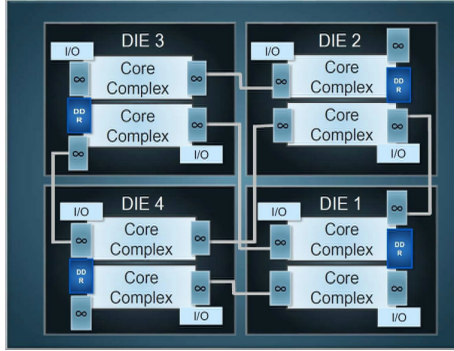 DIE 3
I/O
∞
Core
Complex
∞
DD
R
Core
Complex
∞
∞
I/O
DIE 2
I/O
∞
∞
Core
Complex
DD
R
∞
Core
Complex
∞
I/O
DIE 4
I/O
∞
Core
Complex
∞
DD
R
Core
Complex
∞
∞
I/O
DIE 1
I/O
∞
∞
Core
Complex
DD
R
∞
Core
Complex
∞
I/O